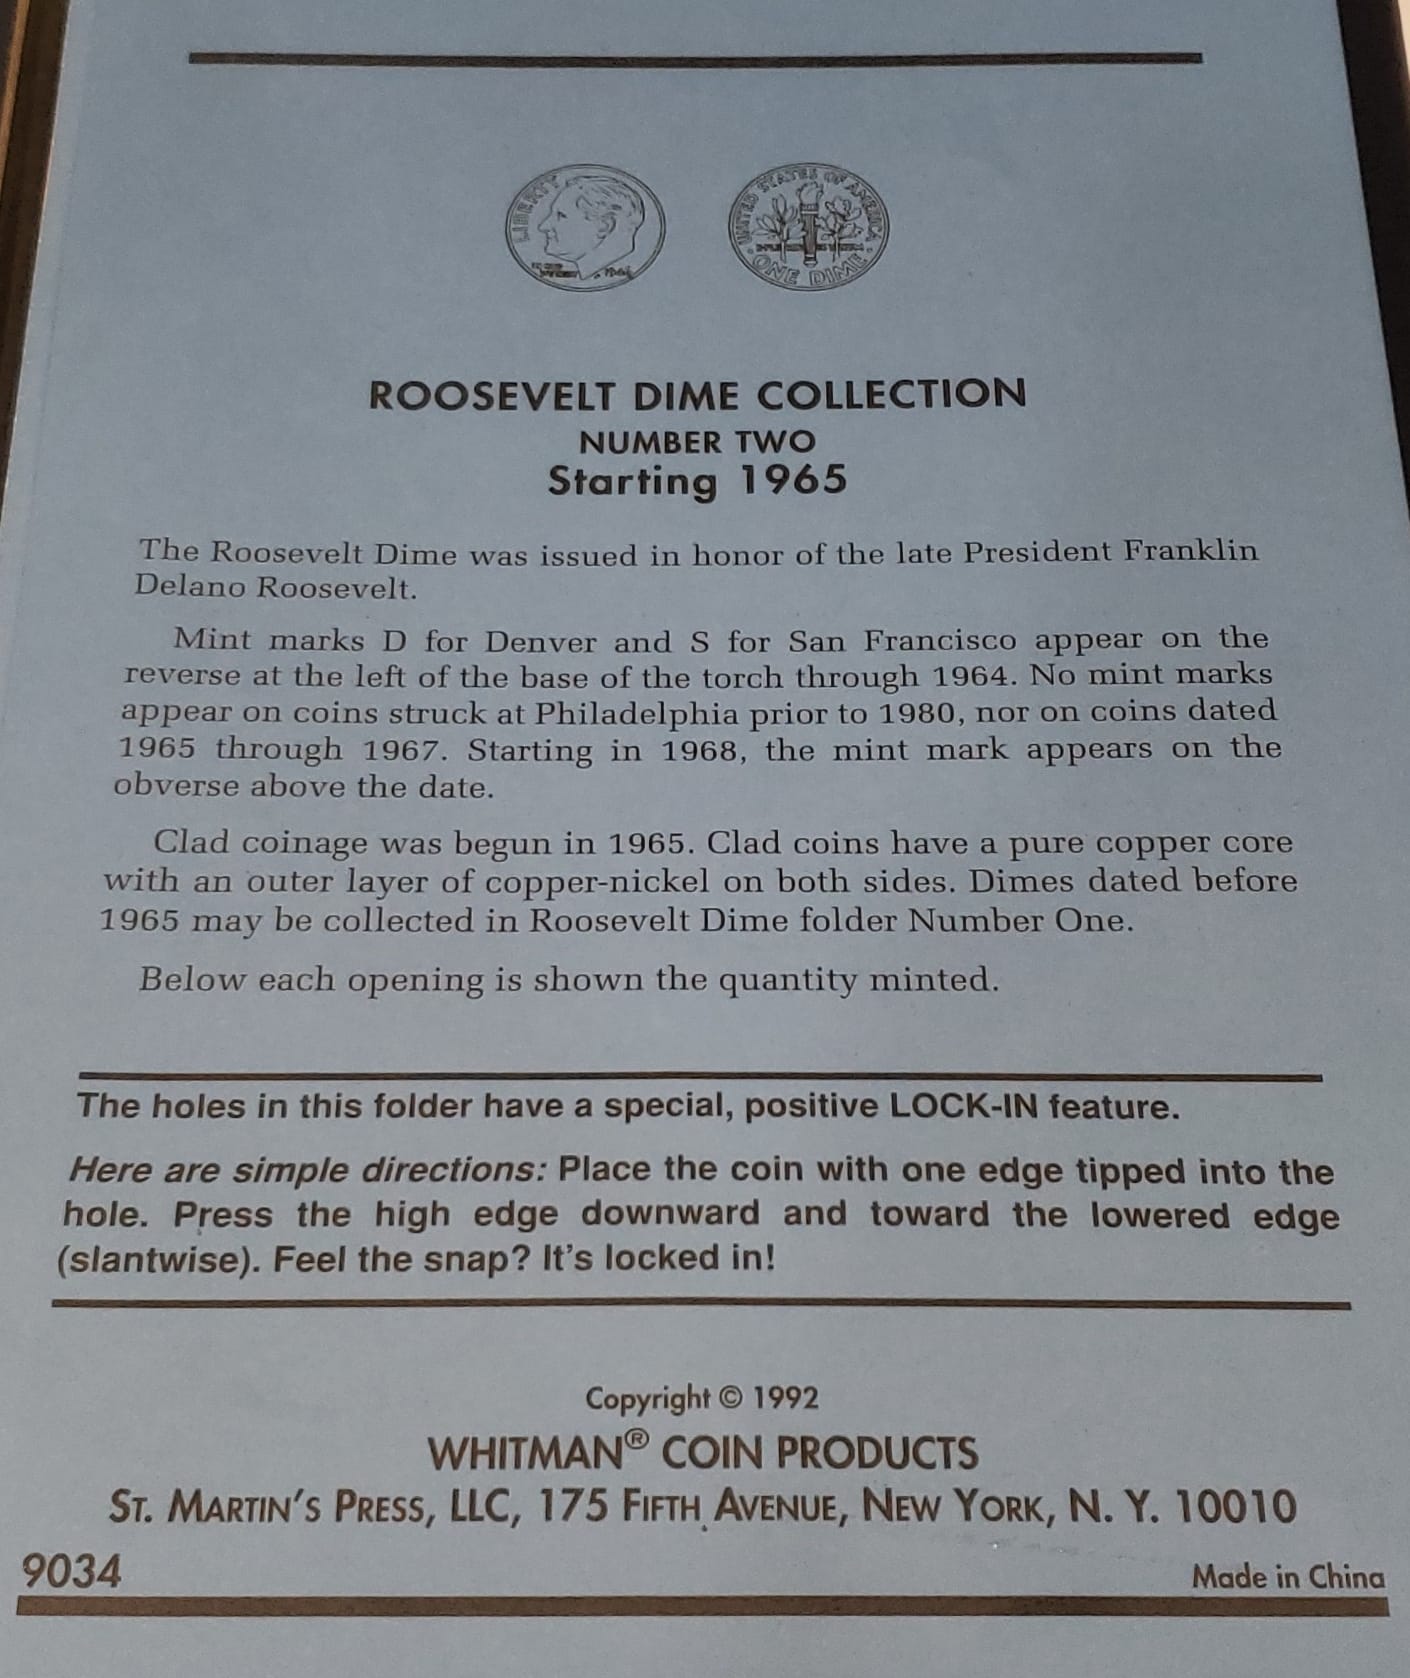 LIBERTY
UNITED STATES OF AMERICA
ONE DIME
ROOSEVELT DIME COLLECTION
NUMBER TWO
Starting 1965
The Roosevelt Dime was issued in honor of the late President Franklin
Delano Roosevelt.
Mint marks D for Denver and S for San Francisco appear on the
reverse at the left of the base of the torch through 1964. No mint marks
appear on coins struck at Philadelphia prior to 1980, nor on coins dated
1965 through 1967. Starting in 1968, the mint mark appears on the
obverse above the date.
Clad coinage was begun in 1965. Clad coins have a pure copper core
with an outer layer of copper-nickel on both sides. Dimes dated before
1965 may be collected in Roosevelt Dime folder Number One.
Below each opening is shown the quantity minted.
The holes in this folder have a special, positive LOCK-IN feature.
Here are simple directions: Place the coin with one edge tipped into the
hole. Press the high edge downward and toward the lowered edge
(slantwise). Feel the snap? It's locked in!
Copyright © 1992
WHITMAN® COIN PRODUCTS
ST. MARTIN'S PRESS, LLC, 175 FIFTH AVENUE, NEW YORK, N. Y. 10010
9034
Made in China